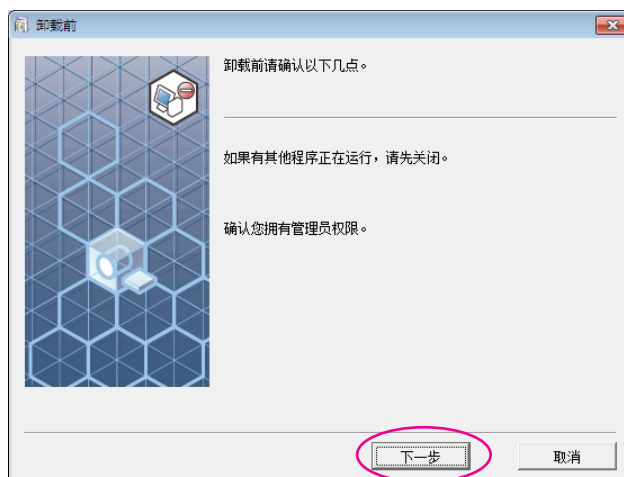 卸载前
卸载前请确认以下几点。
如果有其他程序正在运行，请先关闭。
确认您拥有管理员权限。
下一步
取消